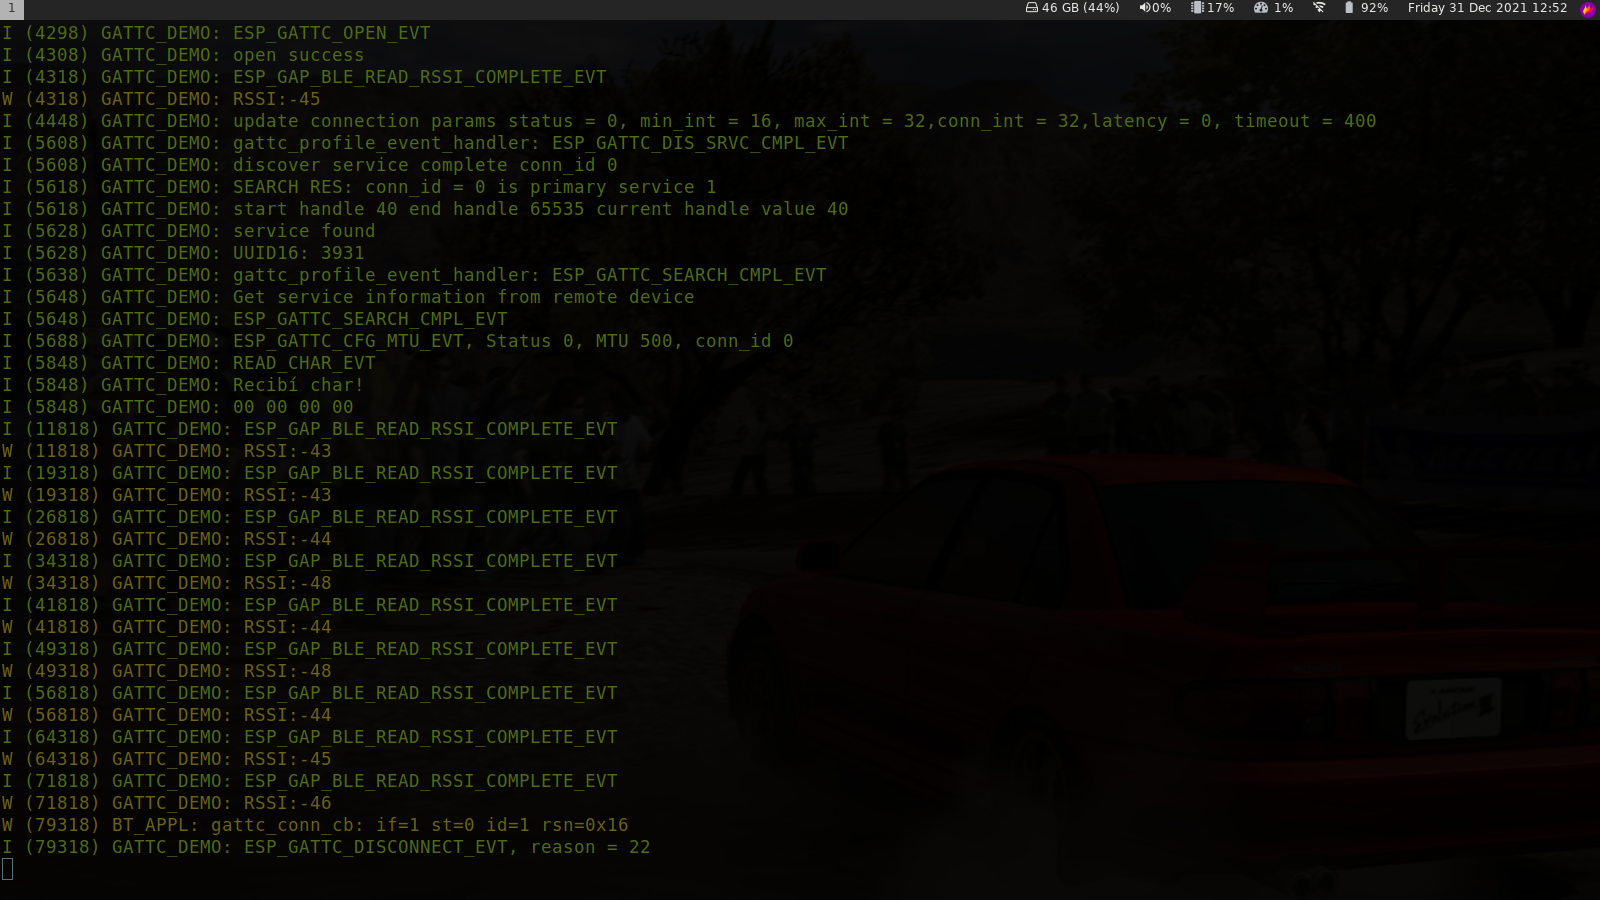 1 46 GB (44%) 0% 17% 1% 92% Friday 31 Dec 2021 12:52
I (4298) GATTC_DEMO: ESP_GATTC_OPEN_EVT
I (4308) GATTC_DEMO: open success
I (4318) GATTC_DEMO: ESP_GAP_BLE_READ_RSSI_COMPLETE_EVT
W (4318) GATTC_DEMO: RSSI:-45
I (4448) GATTC_DEMO: update connection params status = 0, min_int = 16, max_int = 32,conn_int = 32,latency = 0, timeout = 400
I (5608) GATTC_DEMO: gattc_profile_event_handler: ESP_GATTC_DIS_SRVC_CMPL_EVT
I (5608) GATTC_DEMO: discover service complete conn_id 0
I (5618) GATTC_DEMO: SEARCH RES: conn_id = 0 is primary service 1
I (5618) GATTC_DEMO: start handle 40 end handle 65535 current handle value 40
I (5628) GATTC_DEMO: service found
I (5628) GATTC_DEMO: UUID16: 3931
I (5638) GATTC_DEMO: gattc_profile_event_handler: ESP_GATTC_SEARCH_CMPL_EVT
I (5648) GATTC_DEMO: Get service information from remote device
I (5648) GATTC_DEMO: ESP_GATTC_SEARCH_CMPL_EVT
I (5688) GATTC_DEMO: ESP_GATTC_CFG_MTU_EVT, Status 0, MTU 500, conn_id 0
I (5848) GATTC_DEMO: READ_CHAR_EVT
I (5848) GATTC_DEMO: Recibí char!
I (5848) GATTC_DEMO: 00 00 00 00
I (11818) GATTC_DEMO: ESP_GAP_BLE_READ_RSSI_COMPLETE_EVT
W (11818) GATTC_DEMO: RSSI:-43
I (19318) GATTC_DEMO: ESP_GAP_BLE_READ_RSSI_COMPLETE_EVT
W (19318) GATTC_DEMO: RSSI:-43
I (26818) GATTC_DEMO: ESP_GAP_BLE_READ_RSSI_COMPLETE_EVT
W (26818) GATTC_DEMO: RSSI:-44
I (34318) GATTC_DEMO: ESP_GAP_BLE_READ_RSSI_COMPLETE_EVT
W (34318) GATTC_DEMO: RSSI:-48
I (41818) GATTC_DEMO: ESP_GAP_BLE_READ_RSSI_COMPLETE_EVT
W (41818) GATTC_DEMO: RSSI:-44
I (49318) GATTC_DEMO: ESP_GAP_BLE_READ_RSSI_COMPLETE_EVT
W (49318) GATTC_DEMO: RSSI:-48
I (56818) GATTC_DEMO: ESP_GAP_BLE_READ_RSSI_COMPLETE_EVT
W (56818) GATTC_DEMO: RSSI:-44
I (64318) GATTC_DEMO: ESP_GAP_BLE_READ_RSSI_COMPLETE_EVT
W (64318) GATTC_DEMO: RSSI:-45
I (71818) GATTC_DEMO: ESP_GAP_BLE_READ_RSSI_COMPLETE_EVT
W (71818) GATTC_DEMO: RSSI:-46
W (79318) BT_APPL: gattc_conn_cb: if=1 st=0 id=1 rsn=0x16
I (79318) GATTC_DEMO: ESP_GATTC_DISCONNECT_EVT, reason = 22
Evolution III